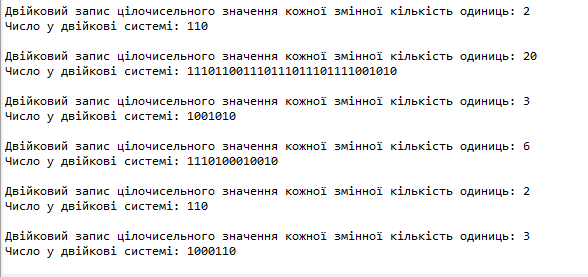 Двійковий запис цілочисельного значення кожної змінної кількість одиниць: 2
Число у двійкові системі: 110
Двійковий запис цілочисельного значення кожної змінної кількість одиниць: 20
Число у двійкові системі: 111011001110111011101111001010
Двійковий запис цілочисельного значення кожної змінної кількість одиниць: 3
Число у двійкові системі: 1001010
Двійковий запис цілочисельного значення кожної змінної кількість одиниць: 6
Число у двійкові системі: 1110100010010
Двійковий запис цілочисельного значення кожної змінної кількість одиниць: 2
Число у двійкові системі: 110
Двійковий запис цілочисельного значення кожної змінної кількість одиниць: 3
Число у двійкові системі: 1000110